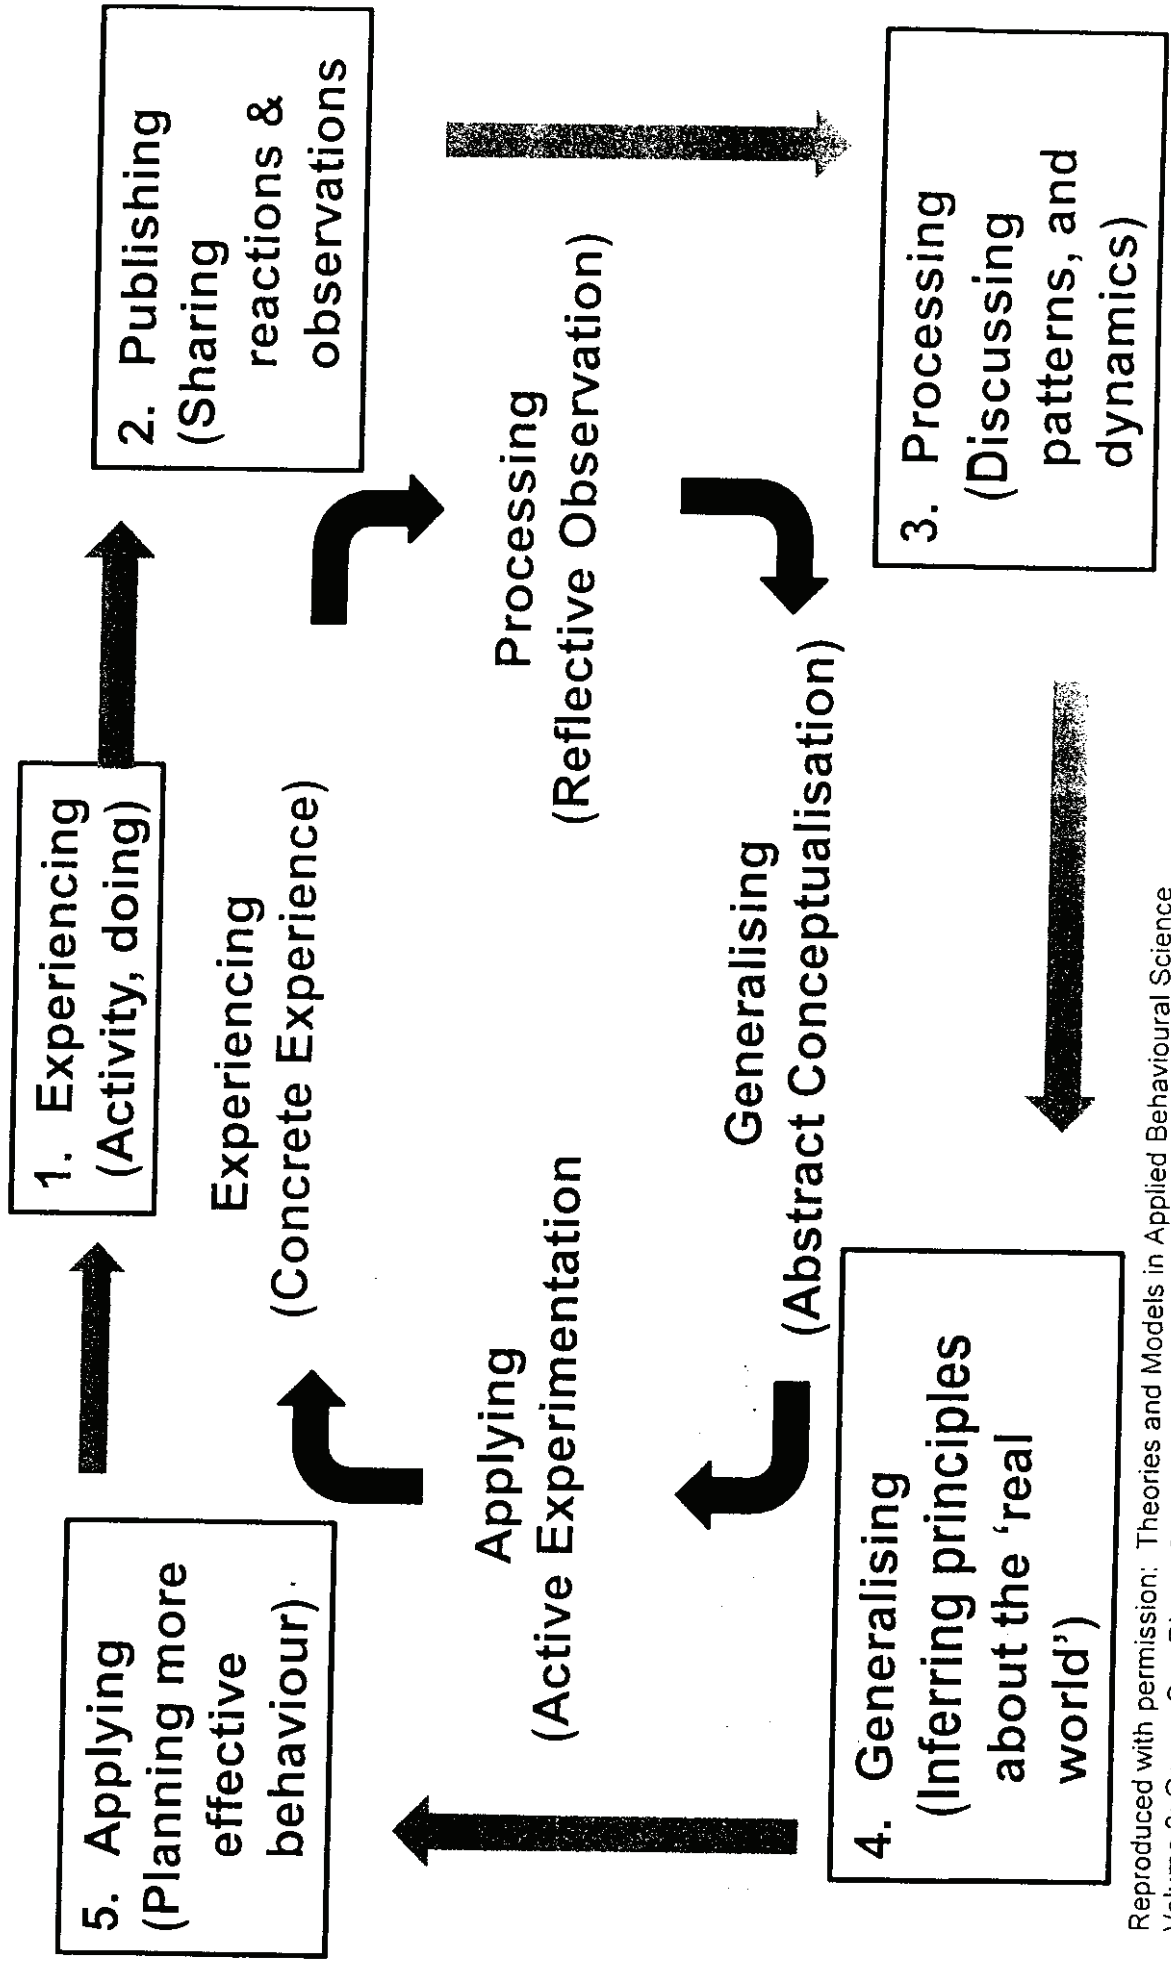 1. Experiencing
(Activity, doing)
2. Publishing
(Sharing
reactions &
observations
3. Processing
(Discussing
patterns, and
dynamics)
4. Generalising
(Inferring principles
about the ‘real
world’)
5. Applying
(Planning more
effective
behaviour)
Experiencing
(Concrete Experience)
Processing
(Reflective Observation)
Generalising
(Abstract Conceptualisation)
Applying
(Active Experimentation
Reproduced with permission: Theories and Models in Applied Behavioural Science